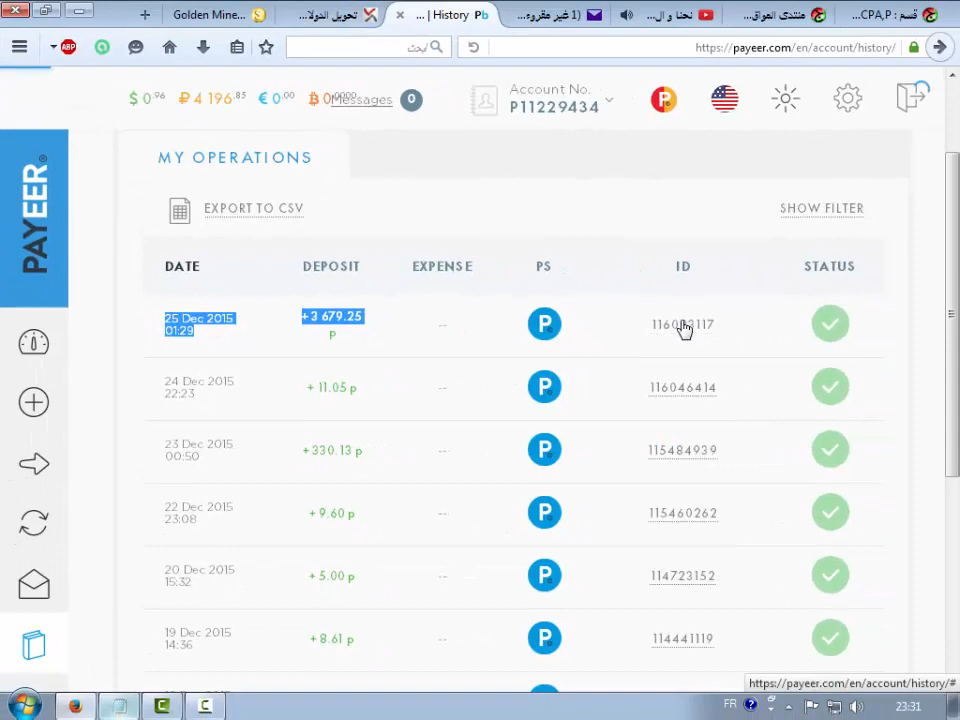 Golden Mine...
تحويل الدولا...
History | ...
(1 غير مقروء...
نحنا و ال...
منتدى المواق...
قسم : CPA,P...
ABP
بحث
https://payeer.com/en/account/history/
$ 0.96
₽ 4 196.85
€ 0.00
Messages
0
Account No.
P11229434
PAYEER
MY OPERATIONS
EXPORT TO CSV
SHOW FILTER
DATE DEPOSIT EXPENSE PS ID STATUS
25 Dec 2015
01:29
+ 3 679.25
p
--
24 Dec 2015
22:23
+ 11.05 p
--
116046414
23 Dec 2015
00:50
+ 330.13 p
--
115484939
22 Dec 2015
23:08
+ 9.60 p
--
115460262
20 Dec 2015
15:32
+ 5.00 p
--
114723152
19 Dec 2015
14:36
+ 8.61 p
--
114441119
https://payeer.com/en/account/history/#
FR
23:31